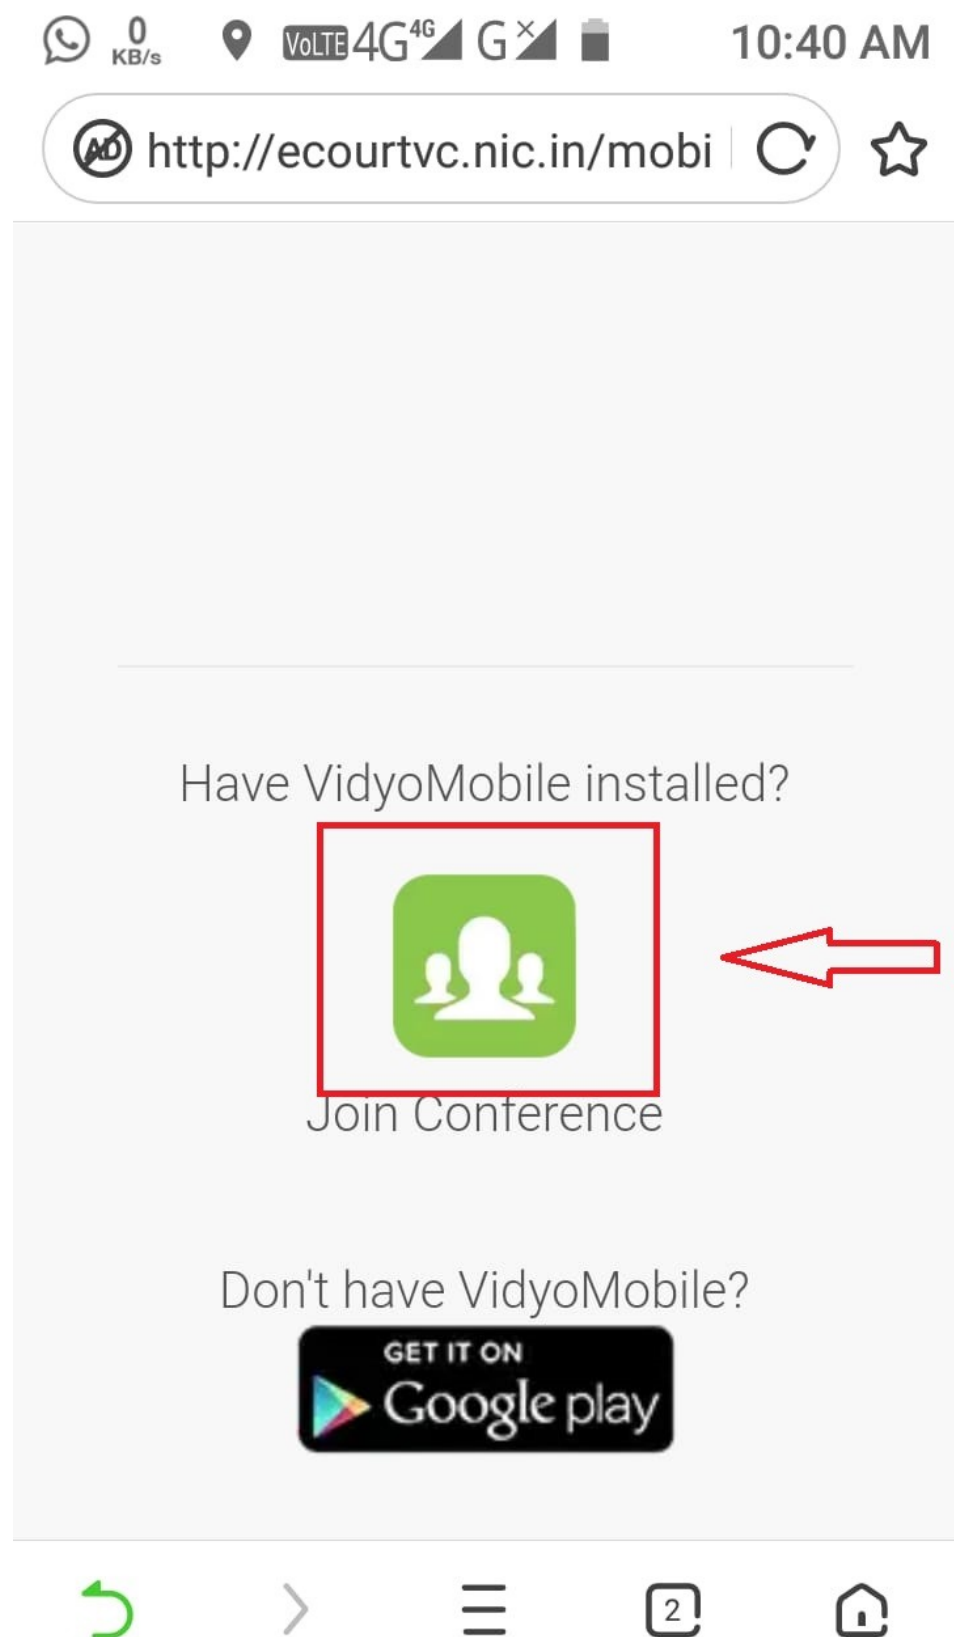 0
KB/s
VoLTE 4G 4G G 10:40 AM
AD http://ecourtvc.nic.in/mobi
Have VidyoMobile installed?
Join Conference
Don't have VidyoMobile?
GET IT ON
Google play
2